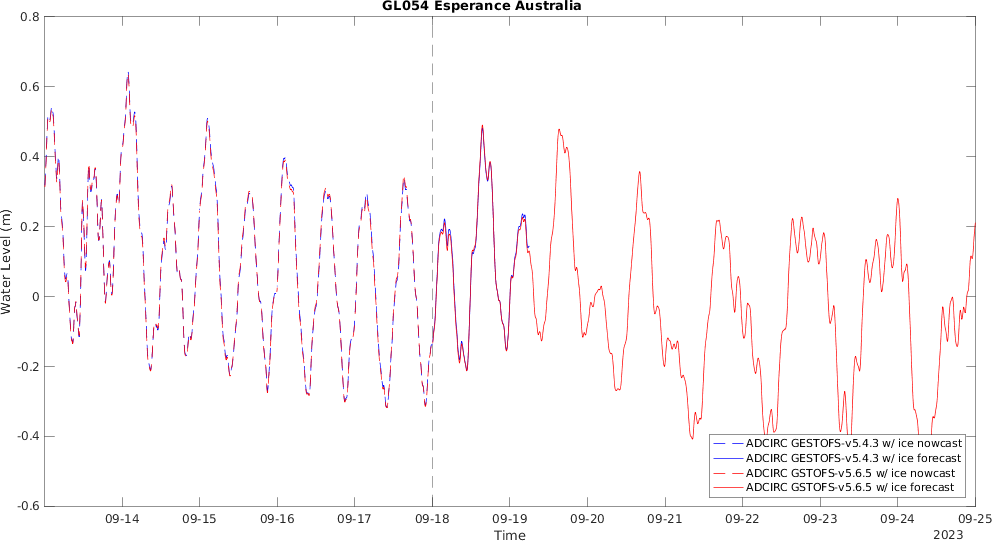 GL054 Esperance Australia
0.8
0.6
0.4
0.2
0
-0.2
-0.4
-0.6
Water Level (m)
ADCIRC GESTOFS-v5.4.3 w/ ice nowcast
ADCIRC GESTOFS-v5.4.3 w/ ice forecast
ADCIRC GSTOFS-v5.6.5 w/ ice nowcast
ADCIRC GSTOFS-v5.6.5 w/ ice forecast
09-14 09-15 09-16 09-17 09-18 09-19 09-20 09-21 09-22 09-23 09-24 09-25
Time
2023